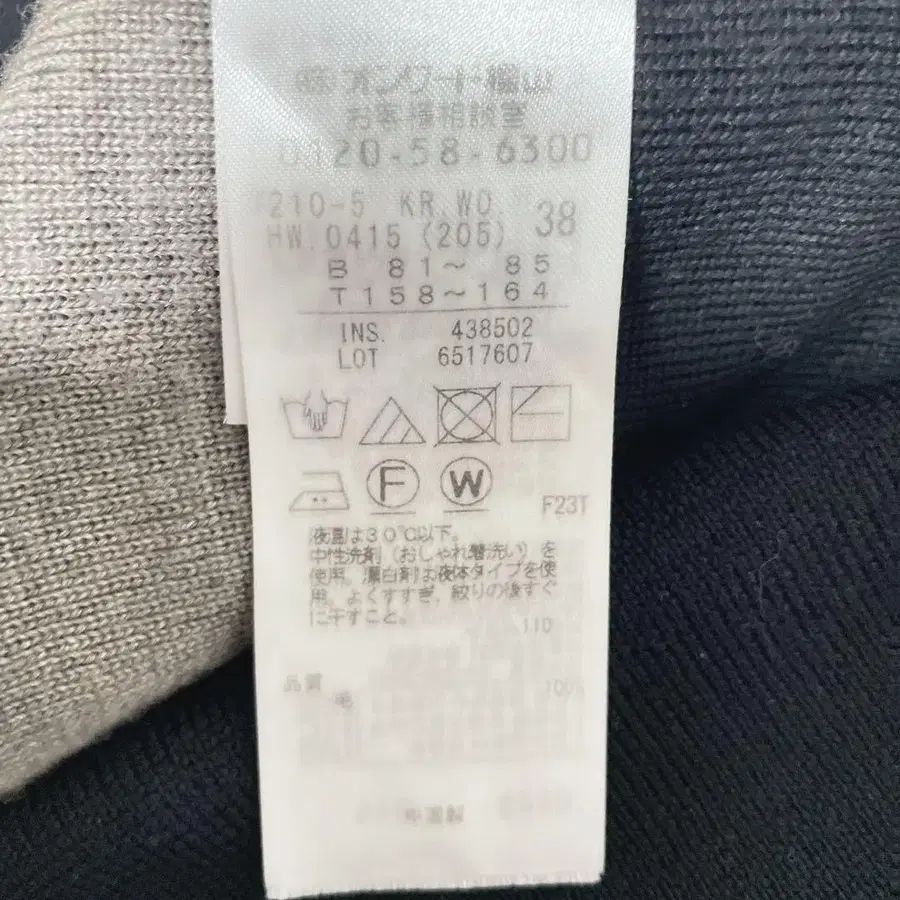 ㈱オンワード樫山
お客様相談室
0120-58-6300
210-5 KR.WO. 38
HW.0415 (205)
B 81～ 85
T158～164
INS. 438502
LOT 6517607
F W
F23T
液温は30℃以下。
中性洗剤（おしゃれ着洗い）を
使用。漂白剤は液体タイプを使
用。よくすすぎ、絞りの後すぐ
に干すこと。
110
品質
毛 100%
中国製